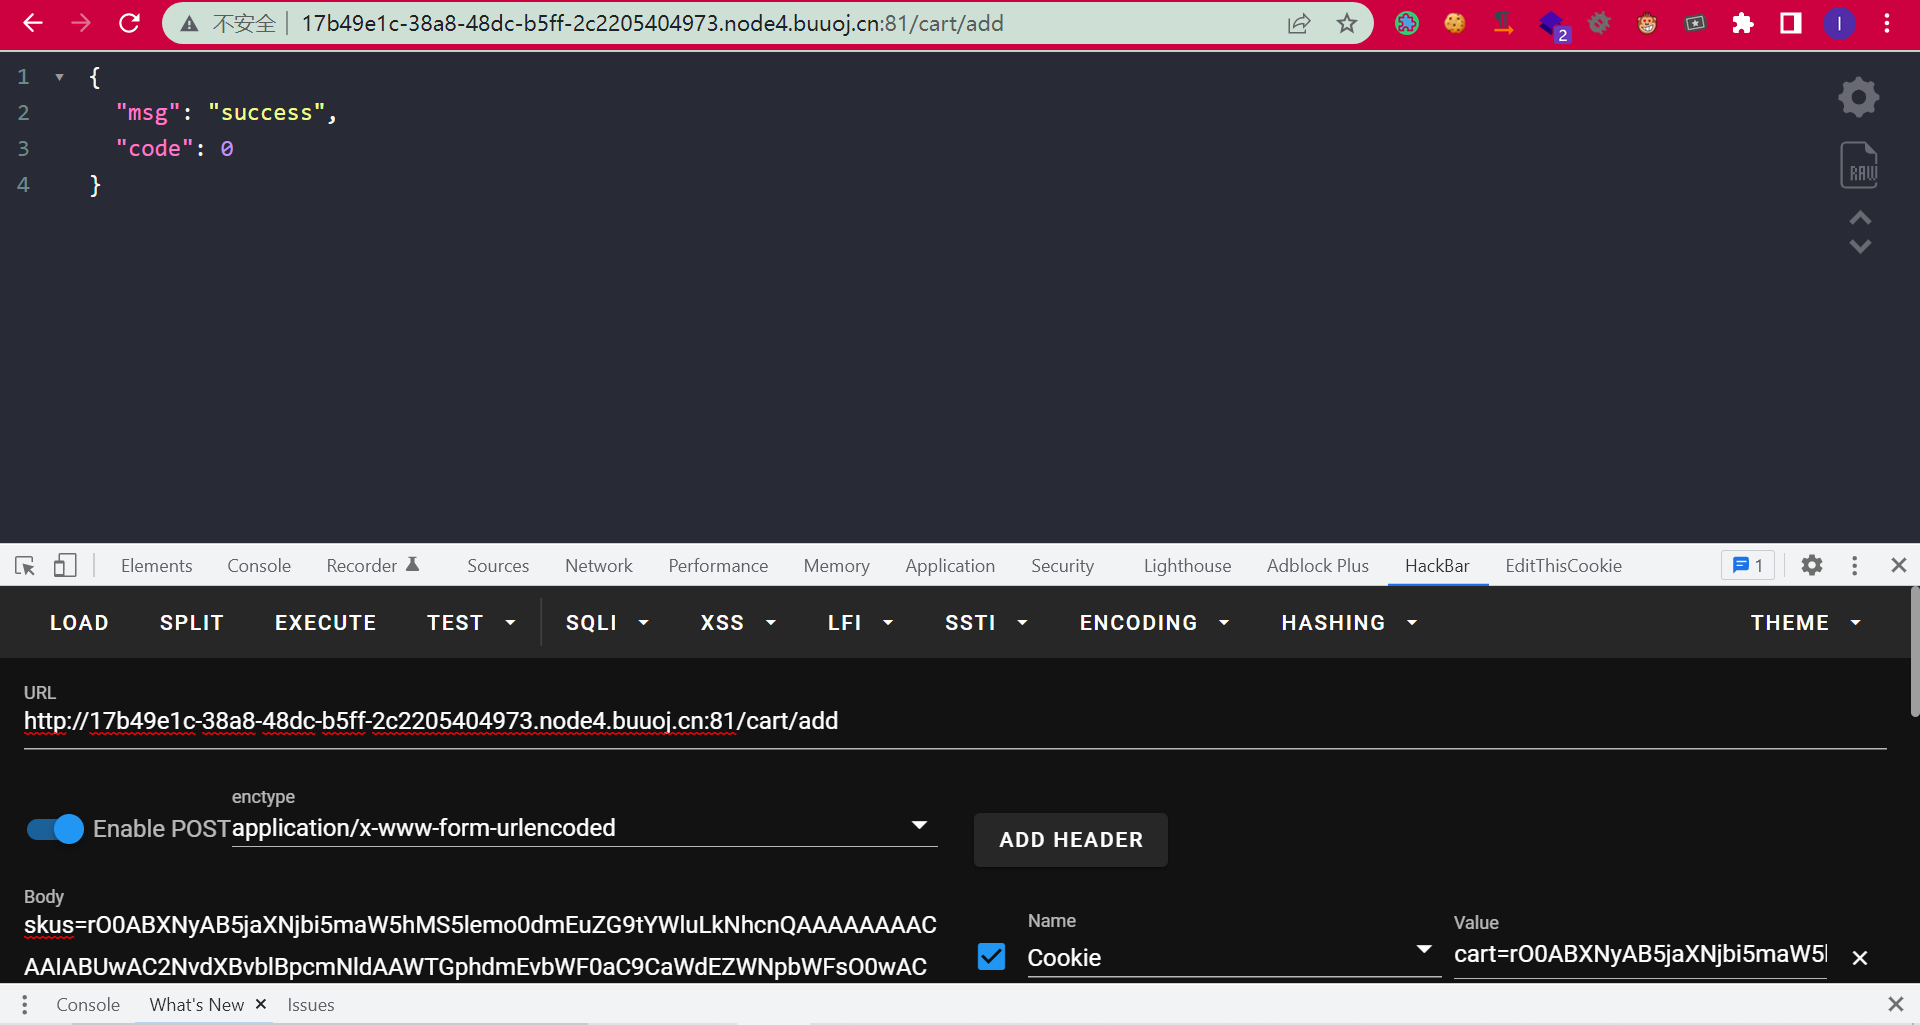 不安全 17b49e1c-38a8-48dc-b5ff-2c2205404973.node4.buuoj.cn:81/cart/add
2
I
1 {
2 "msg": "success",
3 "code": 0
4 }
RAW
Elements Console Recorder Sources Network Performance Memory Application Security Lighthouse Adblock Plus HackBar EditThisCookie 1
LOAD SPLIT EXECUTE TEST SQLI XSS LFI SSTI ENCODING HASHING THEME
URL
http://17b49e1c-38a8-48dc-b5ff-2c2205404973.node4.buuoj.cn:81/cart/add
enctype
Enable POST application/x-www-form-urlencoded
ADD HEADER
Body
skus=rO0ABXNyAB5jaXNjbi5maW5hMS5lemo0dmEuZG9tYWluLkNhcnQAAAAAAAAC
AAIABUwAC2NvdXBvblBpcmNldAAWTGphdmEvbWF0aC9CaWdEZWNpbWFsO0wAC
Name
Cookie
Value
cart=rO0ABXNyAB5jaXNjbi5maW5l
Console What's New Issues